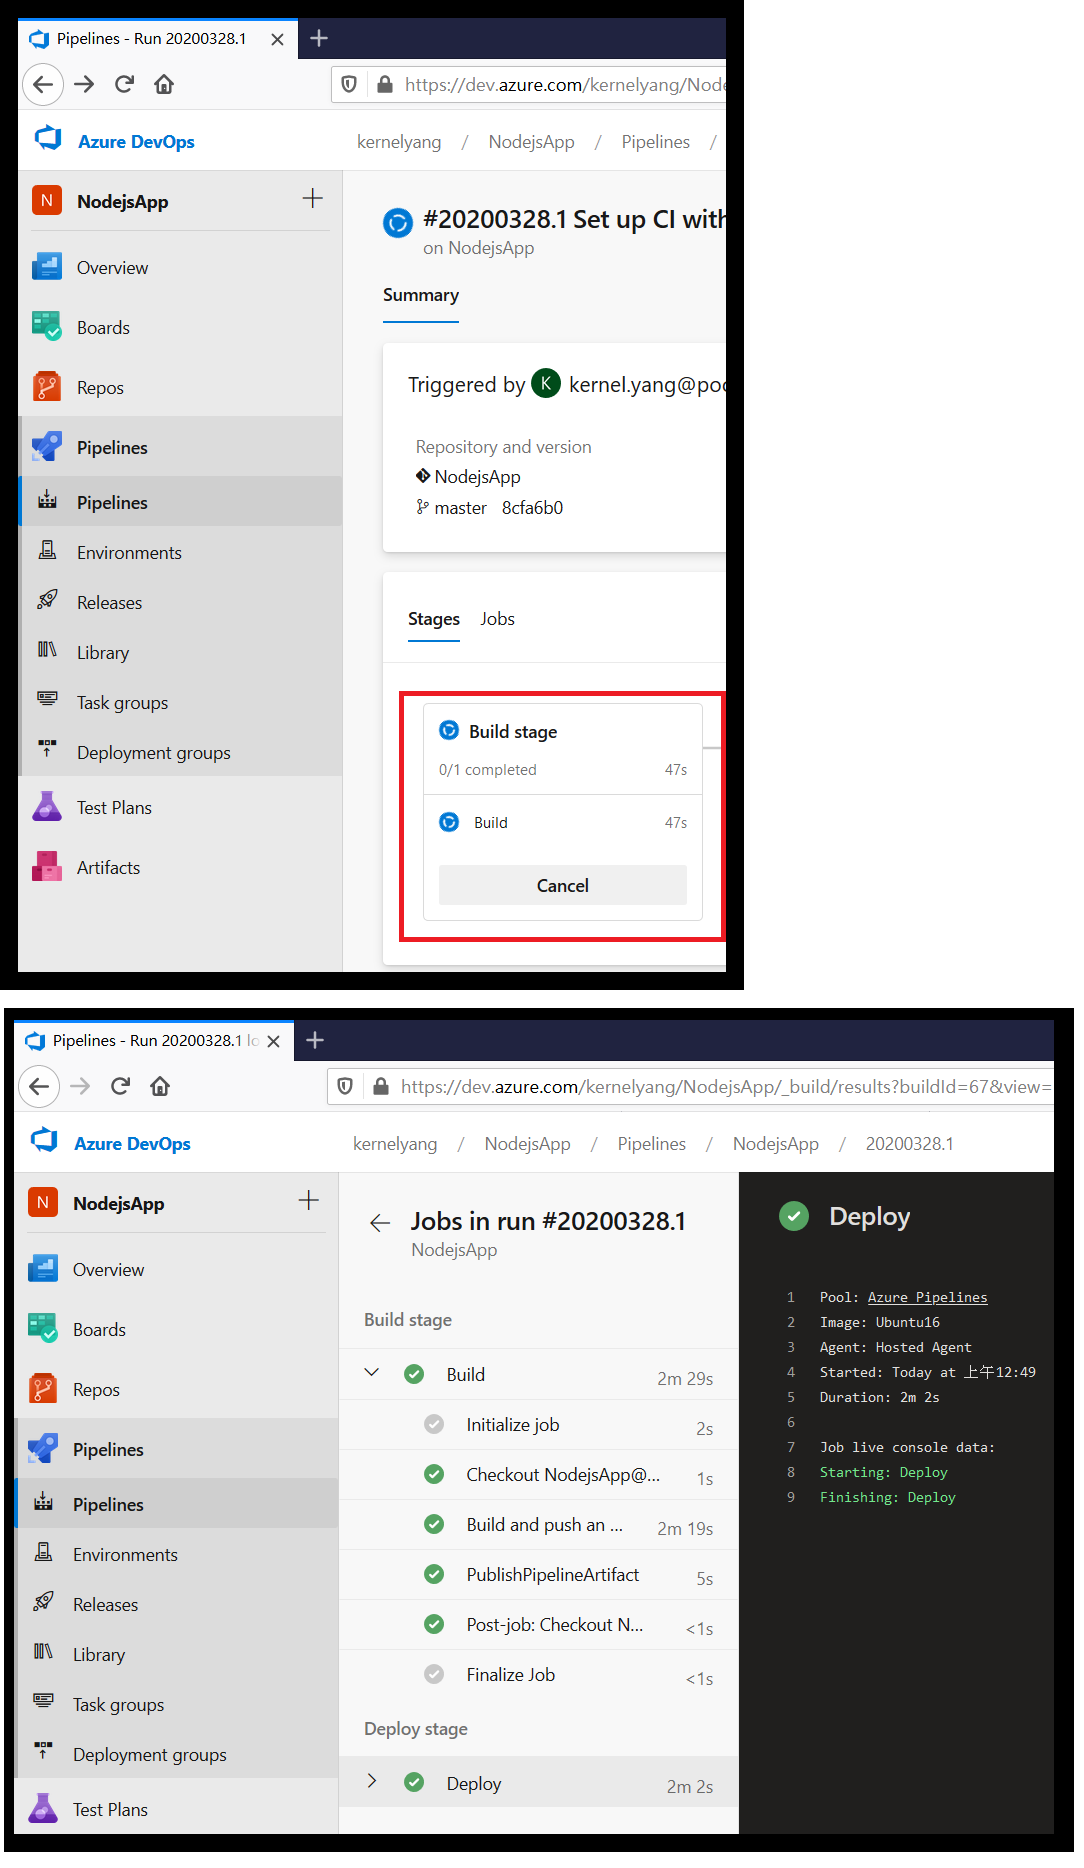 Pipelines - Run 20200328.1
https://dev.azure.com/kernelyang/Node
Azure DevOps
kernelyang / NodejsApp / Pipelines /
N NodejsApp
#20200328.1 Set up CI with
on NodejsApp
Overview
Summary
Boards
Triggered by K kernel.yang@poc
Repos
Pipelines
Repository and version
NodejsApp
Pipelines
master 8cfa6b0
Environments
Releases
Stages Jobs
Library
Task groups
Build stage
Deployment groups
0/1 completed 47s
Test Plans
Build 47s
Artifacts
Cancel
Pipelines - Run 20200328.1 lo
https://dev.azure.com/kernelyang/NodejsApp/_build/results?buildId=67&view=
Azure DevOps
kernelyang / NodejsApp / Pipelines / NodejsApp / 20200328.1
N NodejsApp
Overview
Boards
Repos
Pipelines
Pipelines
Environments
Releases
Library
Task groups
Deployment groups
Test Plans
Jobs in run #20200328.1
NodejsApp
Build stage
Build 2m 29s
Initialize job 2s
Checkout NodejsApp@... 1s
Build and push an ... 2m 19s
PublishPipelineArtifact 5s
Post-job: Checkout N... <1s
Finalize Job <1s
Deploy stage
Deploy 2m 2s
Deploy
1 Pool: Azure Pipelines
2 Image: Ubuntu16
3 Agent: Hosted Agent
4 Started: Today at 上午12:49
5 Duration: 2m 2s
6
7 Job live console data:
8 Starting: Deploy
9 Finishing: Deploy